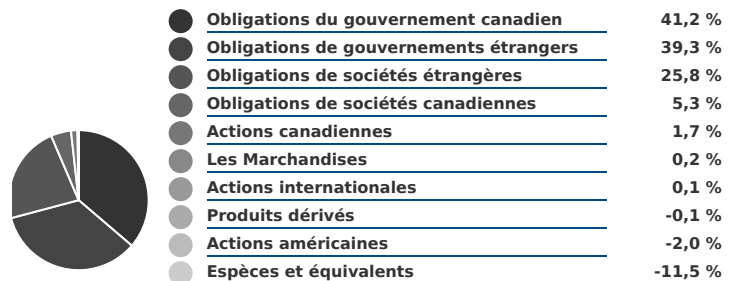 Obligations du gouvernement canadien 41,2 %
Obligations de gouvernements étrangers 39,3 %
Obligations de sociétés étrangères 25,8 %
Obligations de sociétés canadiennes 5,3 %
Actions canadiennes 1,7 %
Les Marchandises 0,2 %
Actions internationales 0,1 %
Produits dérivés -0,1 %
Actions américaines -2,0 %
Espèces et équivalents -11,5 %